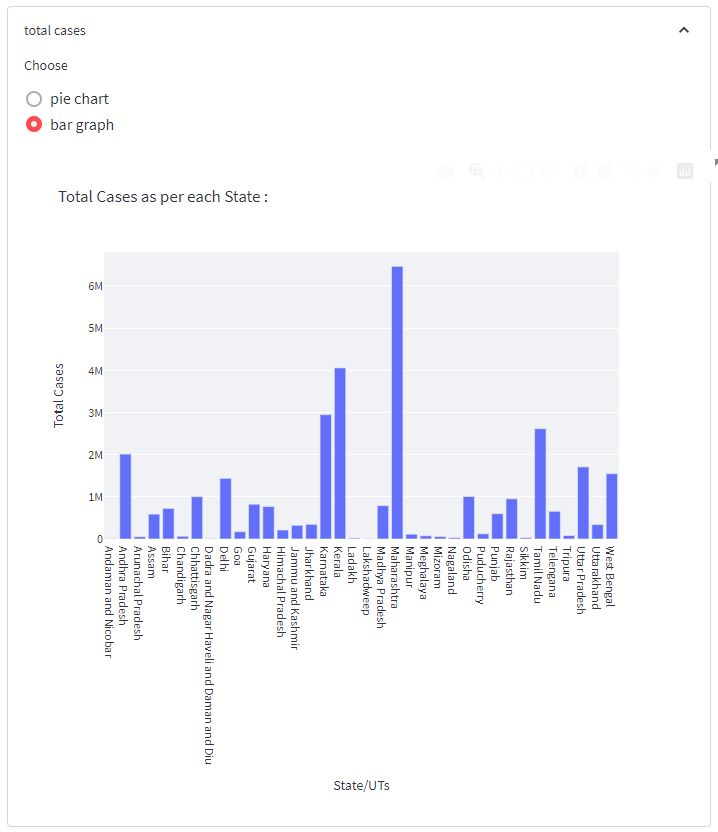 total cases
Choose
pie chart
bar graph
Total Cases as per each State :
Total Cases
6M
5M
4M
3M
2M
1M
0
Andaman and Nicobar
Andhra Pradesh
Arunachal Pradesh
Assam
Bihar
Chandigarh
Chhattisgarh
Dadra and Nagar Haveli and Daman and Diu
Delhi
Goa
Gujarat
Haryana
Himachal Pradesh
Jammu and Kashmir
Jharkhand
Karnataka
Kerala
Ladakh
Lakshadweep
Madhya Pradesh
Maharashtra
Manipur
Meghalaya
Mizoram
Nagaland
Odisha
Puducherry
Punjab
Rajasthan
Sikkim
Tamil Nadu
Telengana
Tripura
Uttar Pradesh
Uttarakhand
West Bengal
State/UTs